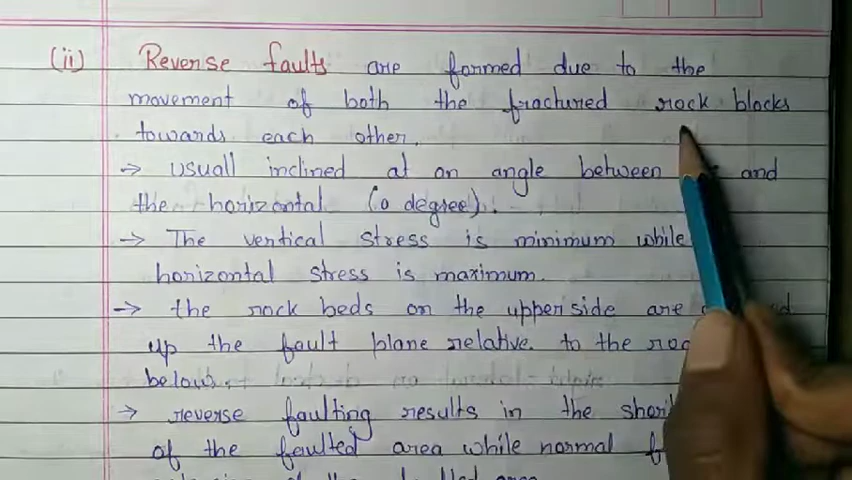 (ii) Reverse faults are formed due to the
movement of both the fractured rock blocks
towards each other.
→ usuall inclined at an angle between and
the horizontal (0 degree).
→ The vertical stress is minimum while
horizontal stress is maximum.
→ the rock beds on the upper side are
up the fault plane relative to the
below.
→ reverse faulting results in the
of the faulted area while normal